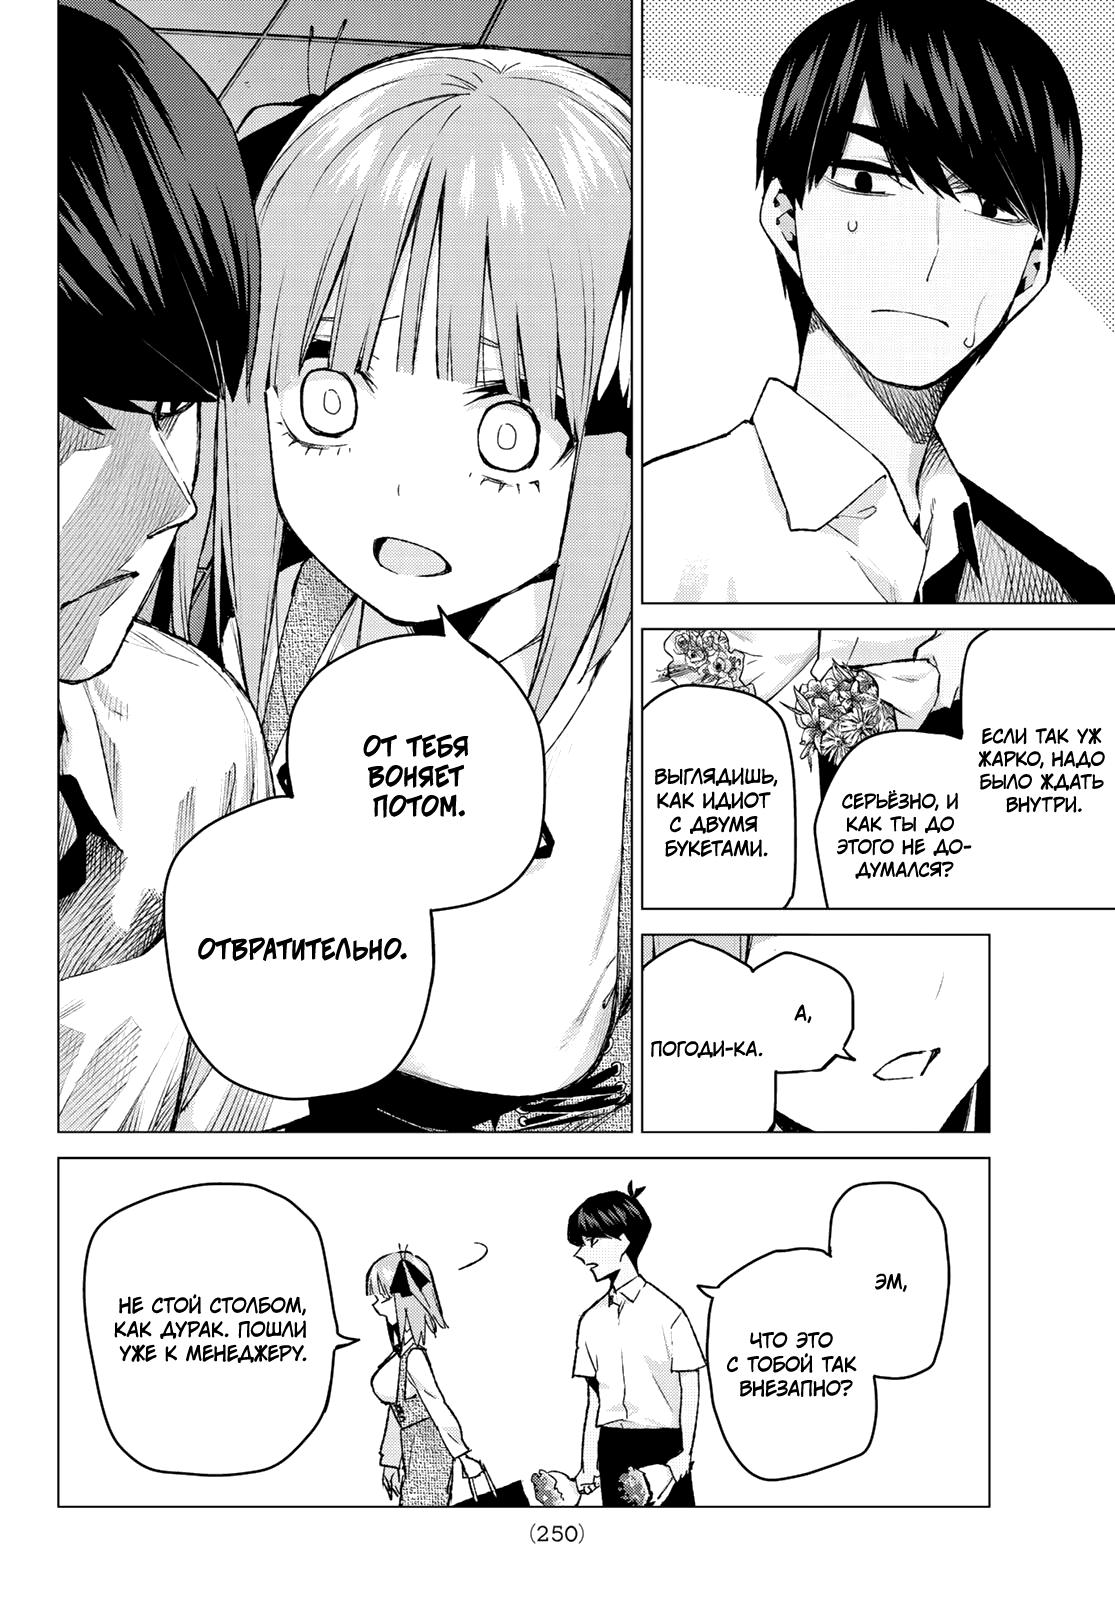 ЕСЛИ ТАК УЖ
ЖАРКО, НАДО
БЫЛО ЖДАТЬ
ВНУТРИ.
СЕРЬЁЗНО, И
КАК ТЫ ДО
ЭТОГО НЕ ДО-
ДУМАЛСЯ?
ВЫГЛЯДИШЬ,
КАК ИДИОТ
С ДВУМЯ
БУКЕТАМИ.
А,
ПОГОДИ-КА.
ОТ ТЕБЯ
ВОНЯЕТ
ПОТОМ.
ОТВРАТИТЕЛЬНО.
ЭМ,
ЧТО ЭТО
С ТОБОЙ ТАК
ВНЕЗАПНО?
НЕ СТОЙ СТОЛБОМ,
КАК ДУРАК. ПОШЛИ
УЖЕ К МЕНЕДЖЕРУ.
(250)